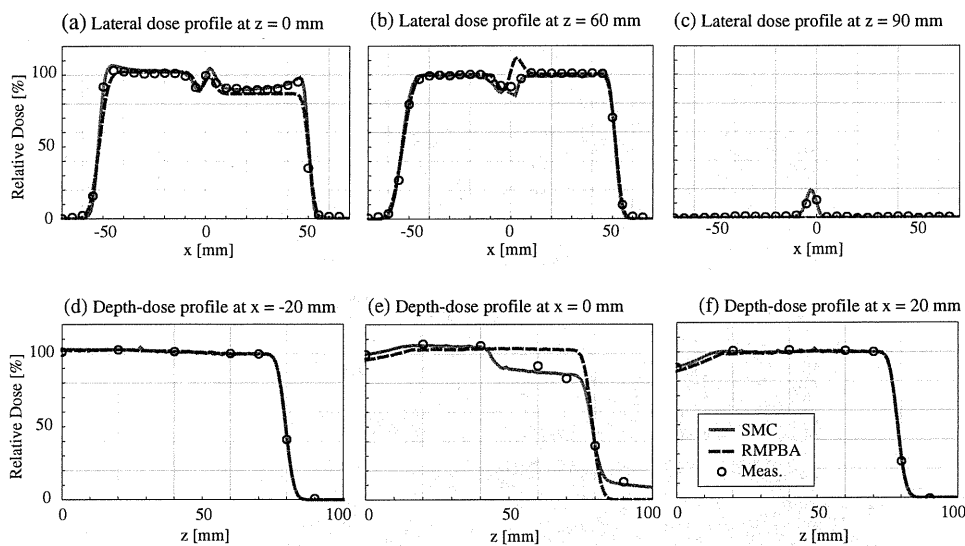 (a) Lateral dose profile at z = 0 mm
(b) Lateral dose profile at z = 60 mm
(c) Lateral dose profile at z = 90 mm
Relative Dose [%]
100
50
0
-50 0 50
-50 0 50
-50 0 50
x [mm]
x [mm]
x [mm]
(d) Depth-dose profile at x = -20 mm
(e) Depth-dose profile at x = 0 mm
(f) Depth-dose profile at x = 20 mm
Relative Dose [%]
100
50
0
0 50 100
0 50 100
0 50 100
z [mm]
z [mm]
z [mm]
SMC
RMPBA
Meas.